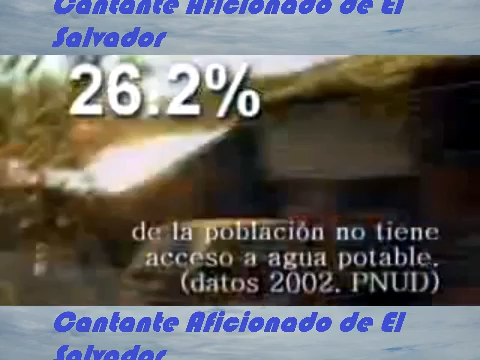 Cantante Aficionado de El
Salvador
26.2%
de la población no tiene
acceso a agua potable.
(datos 2002. PNUD)
Cantante Aficionado de El
Salvador